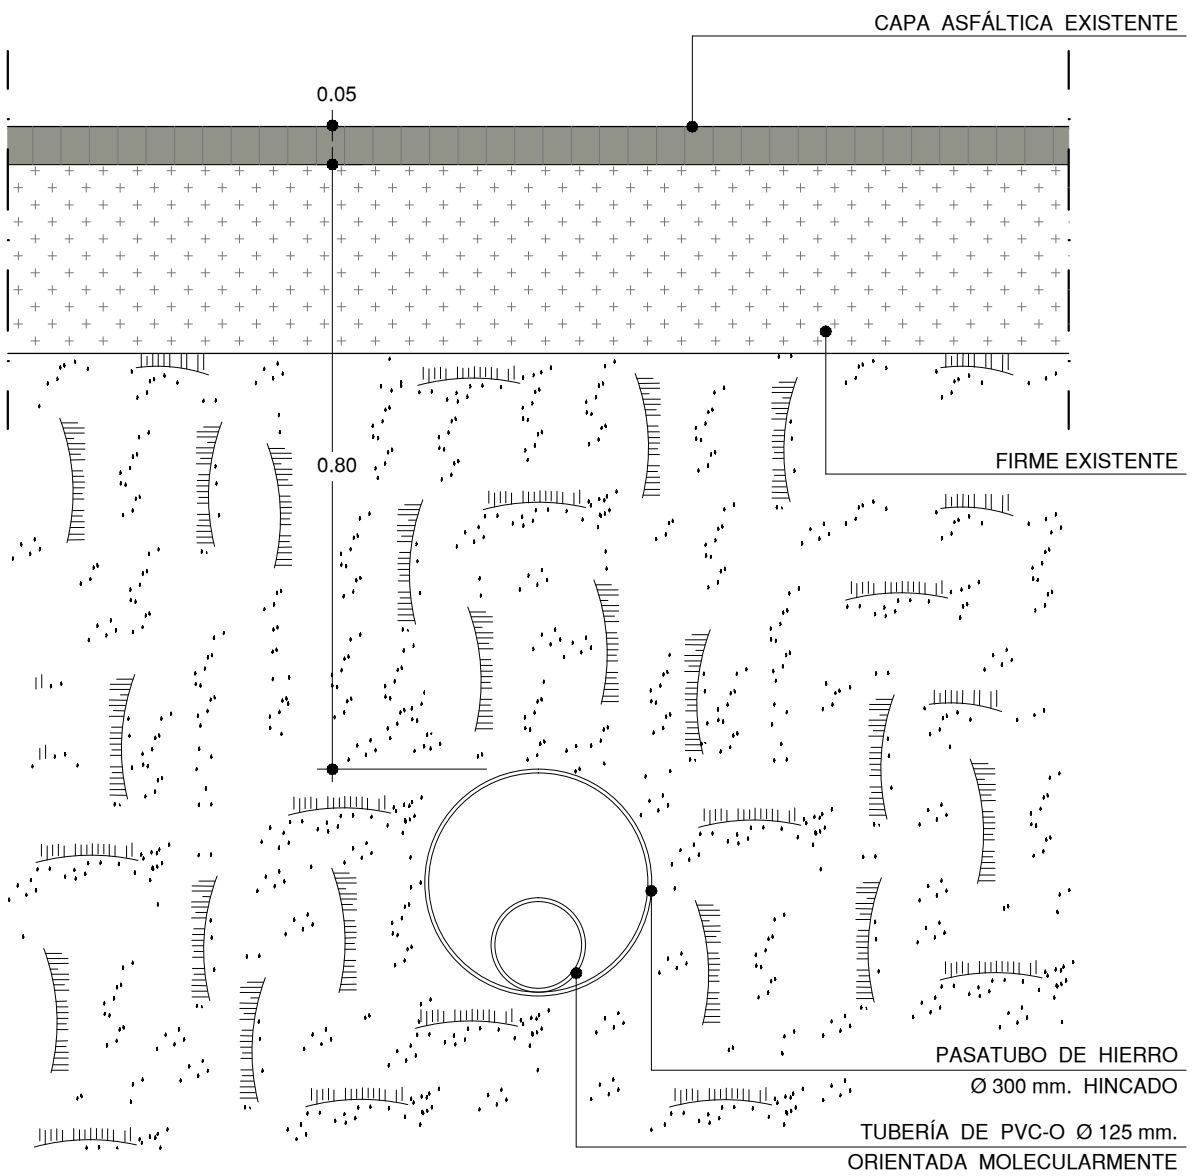 CAPA ASFÁLTICA EXISTENTE
0.05
0.80
FIRME EXISTENTE
PASATUBO DE HIERRO
Ø 300 mm. HINCADO
TUBERÍA DE PVC-O Ø 125 mm.
ORIENTADA MOLECULARMENTE